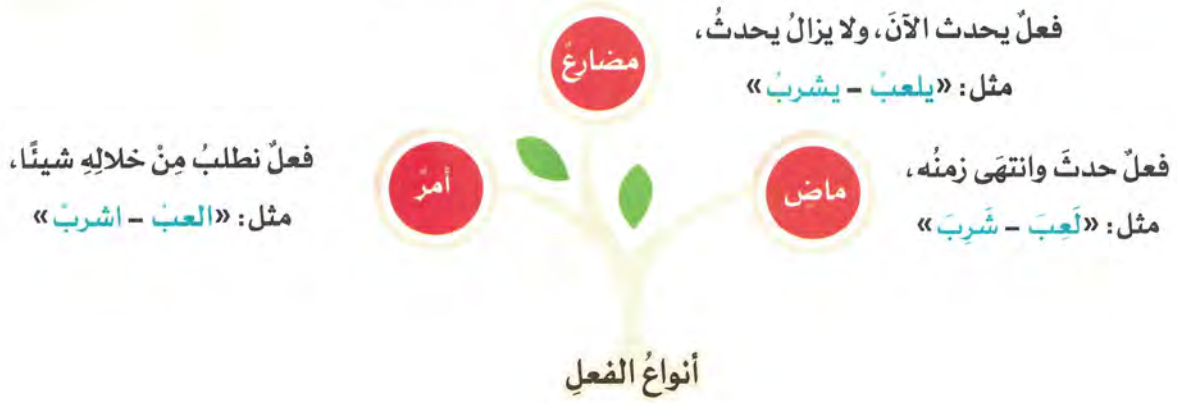 فعلٌ يحدث الآنَ، ولا يزالُ يحدثُ،
مثل: «يلعبُ – يشربُ»
مضارعٌ
فعلٌ حدثَ وانتهَى زمنُه،
مثل: «لَعِبَ – شَرِبَ»
ماضٍ
أمرٌ
فعلٌ نطلبُ مِنْ خلالِهِ شيئًا،
مثل: «العبْ – اشربْ»
أنواعُ الفعلِ